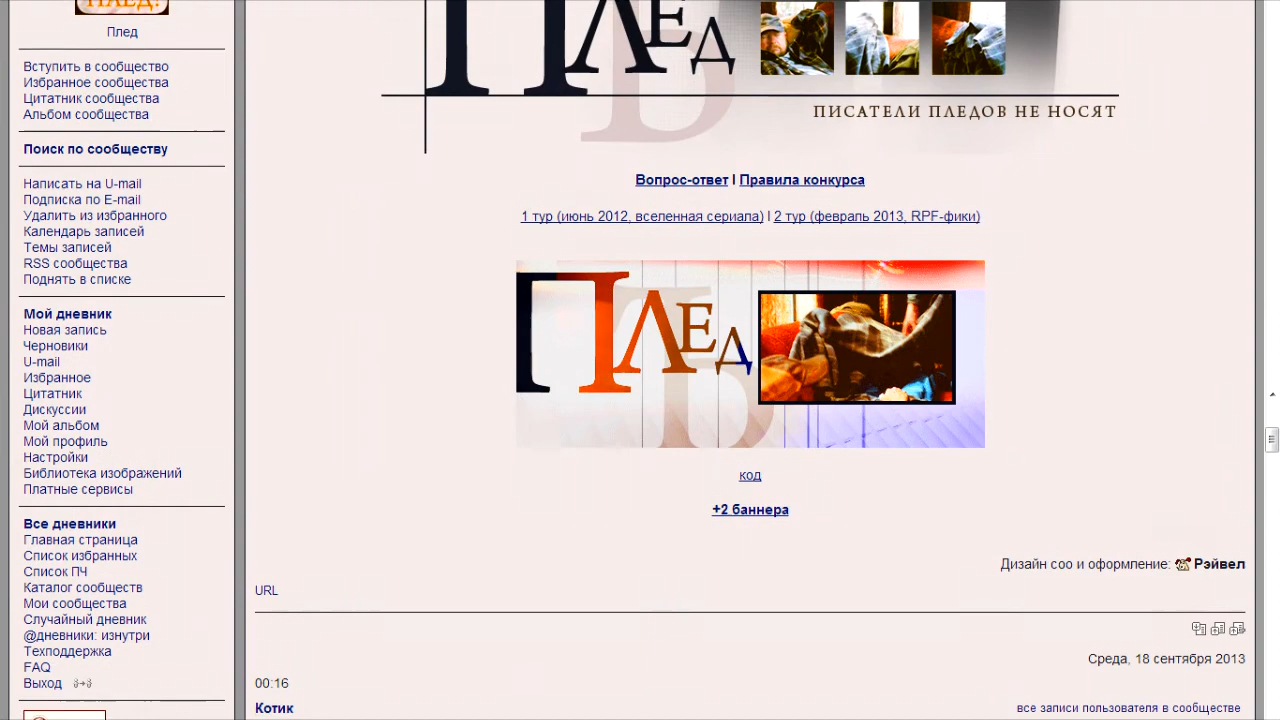 ПЛЕД!
Плед
Вступить в сообщество
Избранное сообщества
Цитатник сообщества
Альбом сообщества
Поиск по сообществу
Написать на U-mail
Подписка по E-mail
Удалить из избранного
Календарь записей
Темы записей
RSS сообщества
Поднять в списке
Мой дневник
Новая запись
Черновики
U-mail
Избранное
Цитатник
Дискуссии
Мой альбом
Мой профиль
Настройки
Библиотека изображений
Платные сервисы
Все дневники
Главная страница
Список избранных
Список ПЧ
Каталог сообществ
Мои сообщества
Случайный дневник
@дневники: изнутри
Техподдержка
FAQ
Выход
ПЛЕД
Ъ
ПИСАТЕЛИ ПЛЕДОВ НЕ НОСЯТ
Вопрос-ответ I Правила конкурса
1 тур (июнь 2012, вселенная сериала) I 2 тур (февраль 2013, RPF-фики)
ПЛЕД
Ъ
код
+2 баннера
Дизайн соо и оформление: Рэйвел
URL
Среда, 18 сентября 2013
00:16
Котик
все записи пользователя в сообществе